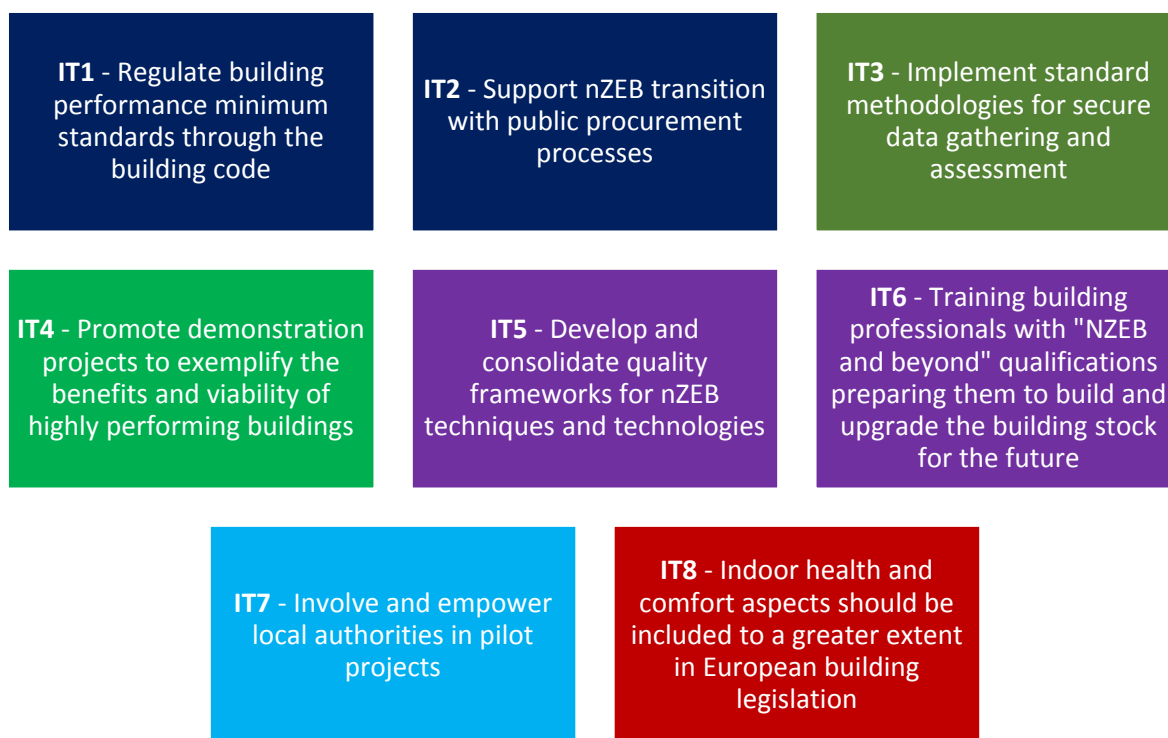 IT1 - Regulate building
performance minimum
standards through the
building code
IT2 - Support nZEB transition
with public procurement
processes
IT3 - Implement standard
methodologies for secure
data gathering and
assessment
IT4 - Promote demonstration
projects to exemplify the
benefits and viability of
highly performing buildings
IT5 - Develop and
consolidate quality
frameworks for nZEB
techniques and technologies
IT6 - Training building
professionals with "NZEB
and beyond" qualifications
preparing them to build and
upgrade the building stock
for the future
IT7 - Involve and empower
local authorities in pilot
projects
IT8 - Indoor health and
comfort aspects should be
included to a greater extent
in European building
legislation